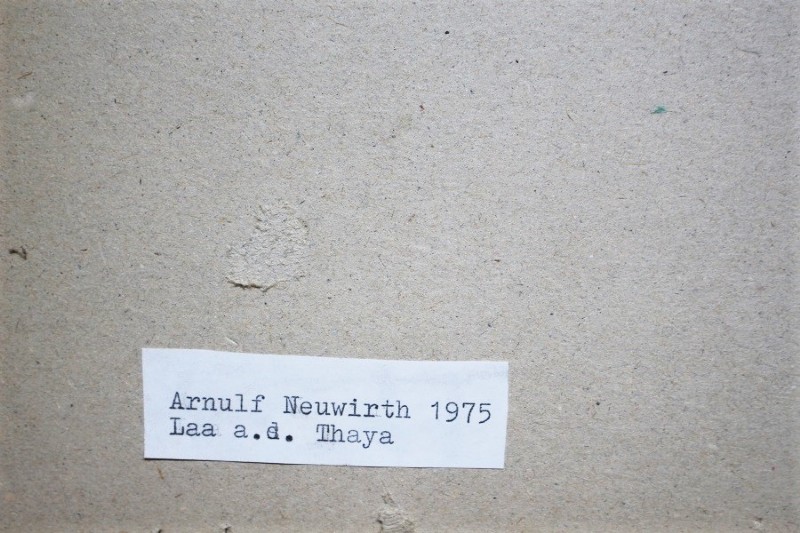 Arnulf Neuwirth 1975
Laa a.d. Thaya